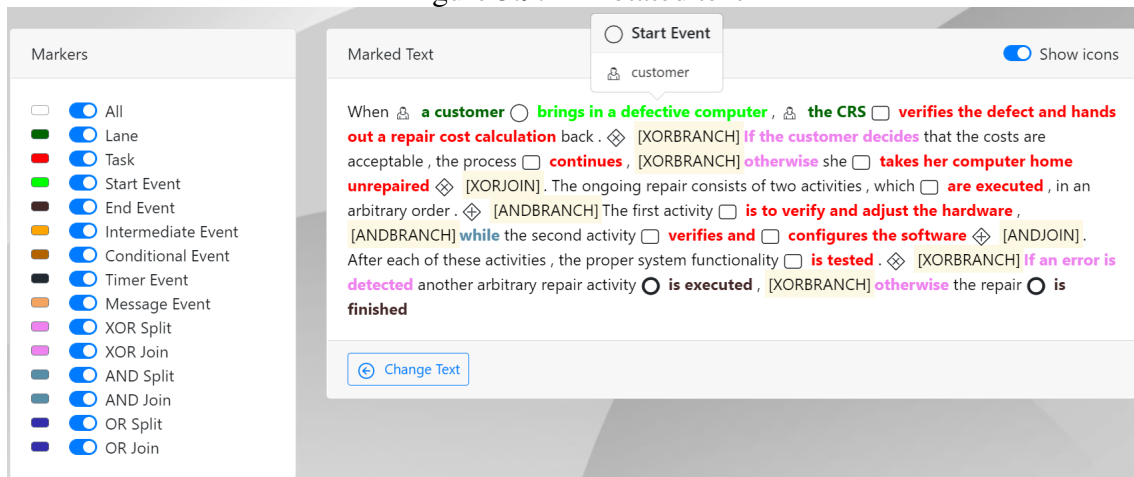 Start Event
customer
Markers
All
Lane
Task
Start Event
End Event
Intermediate Event
Conditional Event
Timer Event
Message Event
XOR Split
XOR Join
AND Split
AND Join
OR Split
OR Join
Marked Text
Show icons
When a customer brings in a defective computer , the CRS verifies the defect and hands
out a repair cost calculation back . [XORBRANCH] If the customer decides that the costs are
acceptable , the process continues , [XORBRANCH] otherwise she takes her computer home
unrepaired [XORJOIN] . The ongoing repair consists of two activities , which are executed , in an
arbitrary order . [ANDBRANCH] The first activity is to verify and adjust the hardware ,
[ANDBRANCH] while the second activity verifies and configures the software [ANDJOIN] .
After each of these activities , the proper system functionality is tested . [XORBRANCH] If an error is
detected another arbitrary repair activity is executed , [XORBRANCH] otherwise the repair is
finished
Change Text